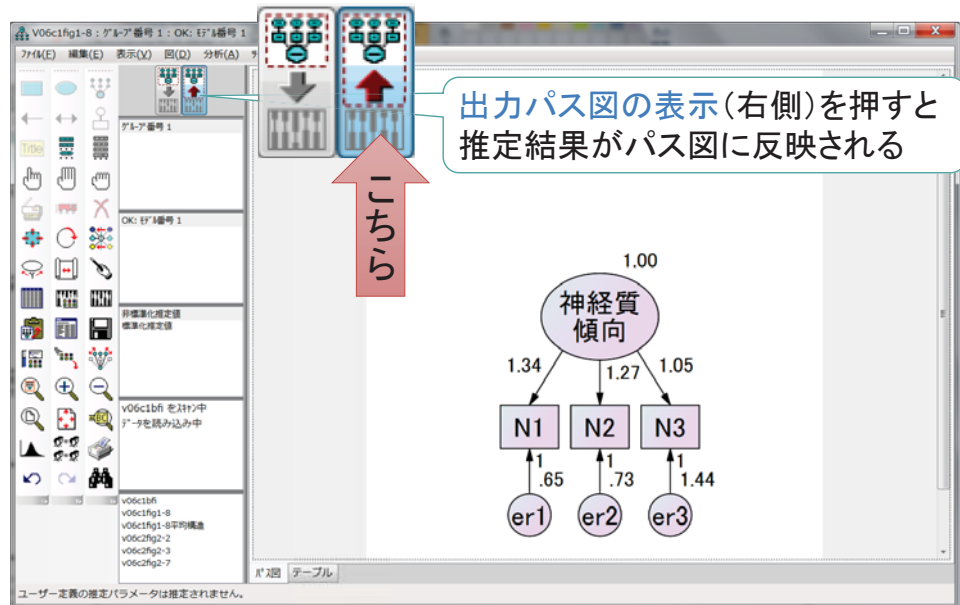 V06c1fig1-8 : グループ番号 1 : OK: モデル番号 1
ファイル(F) 編集(E) 表示(V) 図(D) 分析(A)
出力パス図の表示(右側)を押すと
推定結果がパス図に反映される
こちら
Title
グループ番号 1
OK: モデル番号 1
非標準化推定値
標準化推定値
v06c1bfi をスキャン中
データを読み込み中
v06c1bfi
v06c1fig1-8
v06c1fig1-8平均構造
v06c2fig2-2
v06c2fig2-3
v06c2fig2-7
1.00
神経質
傾向
1.34
1.27
1.05
N1 N2 N3
1 1 1
.65 .73 1.44
er1 er2 er3
パス図 テーブル
ユーザー定義の推定パラメータは推定されません。